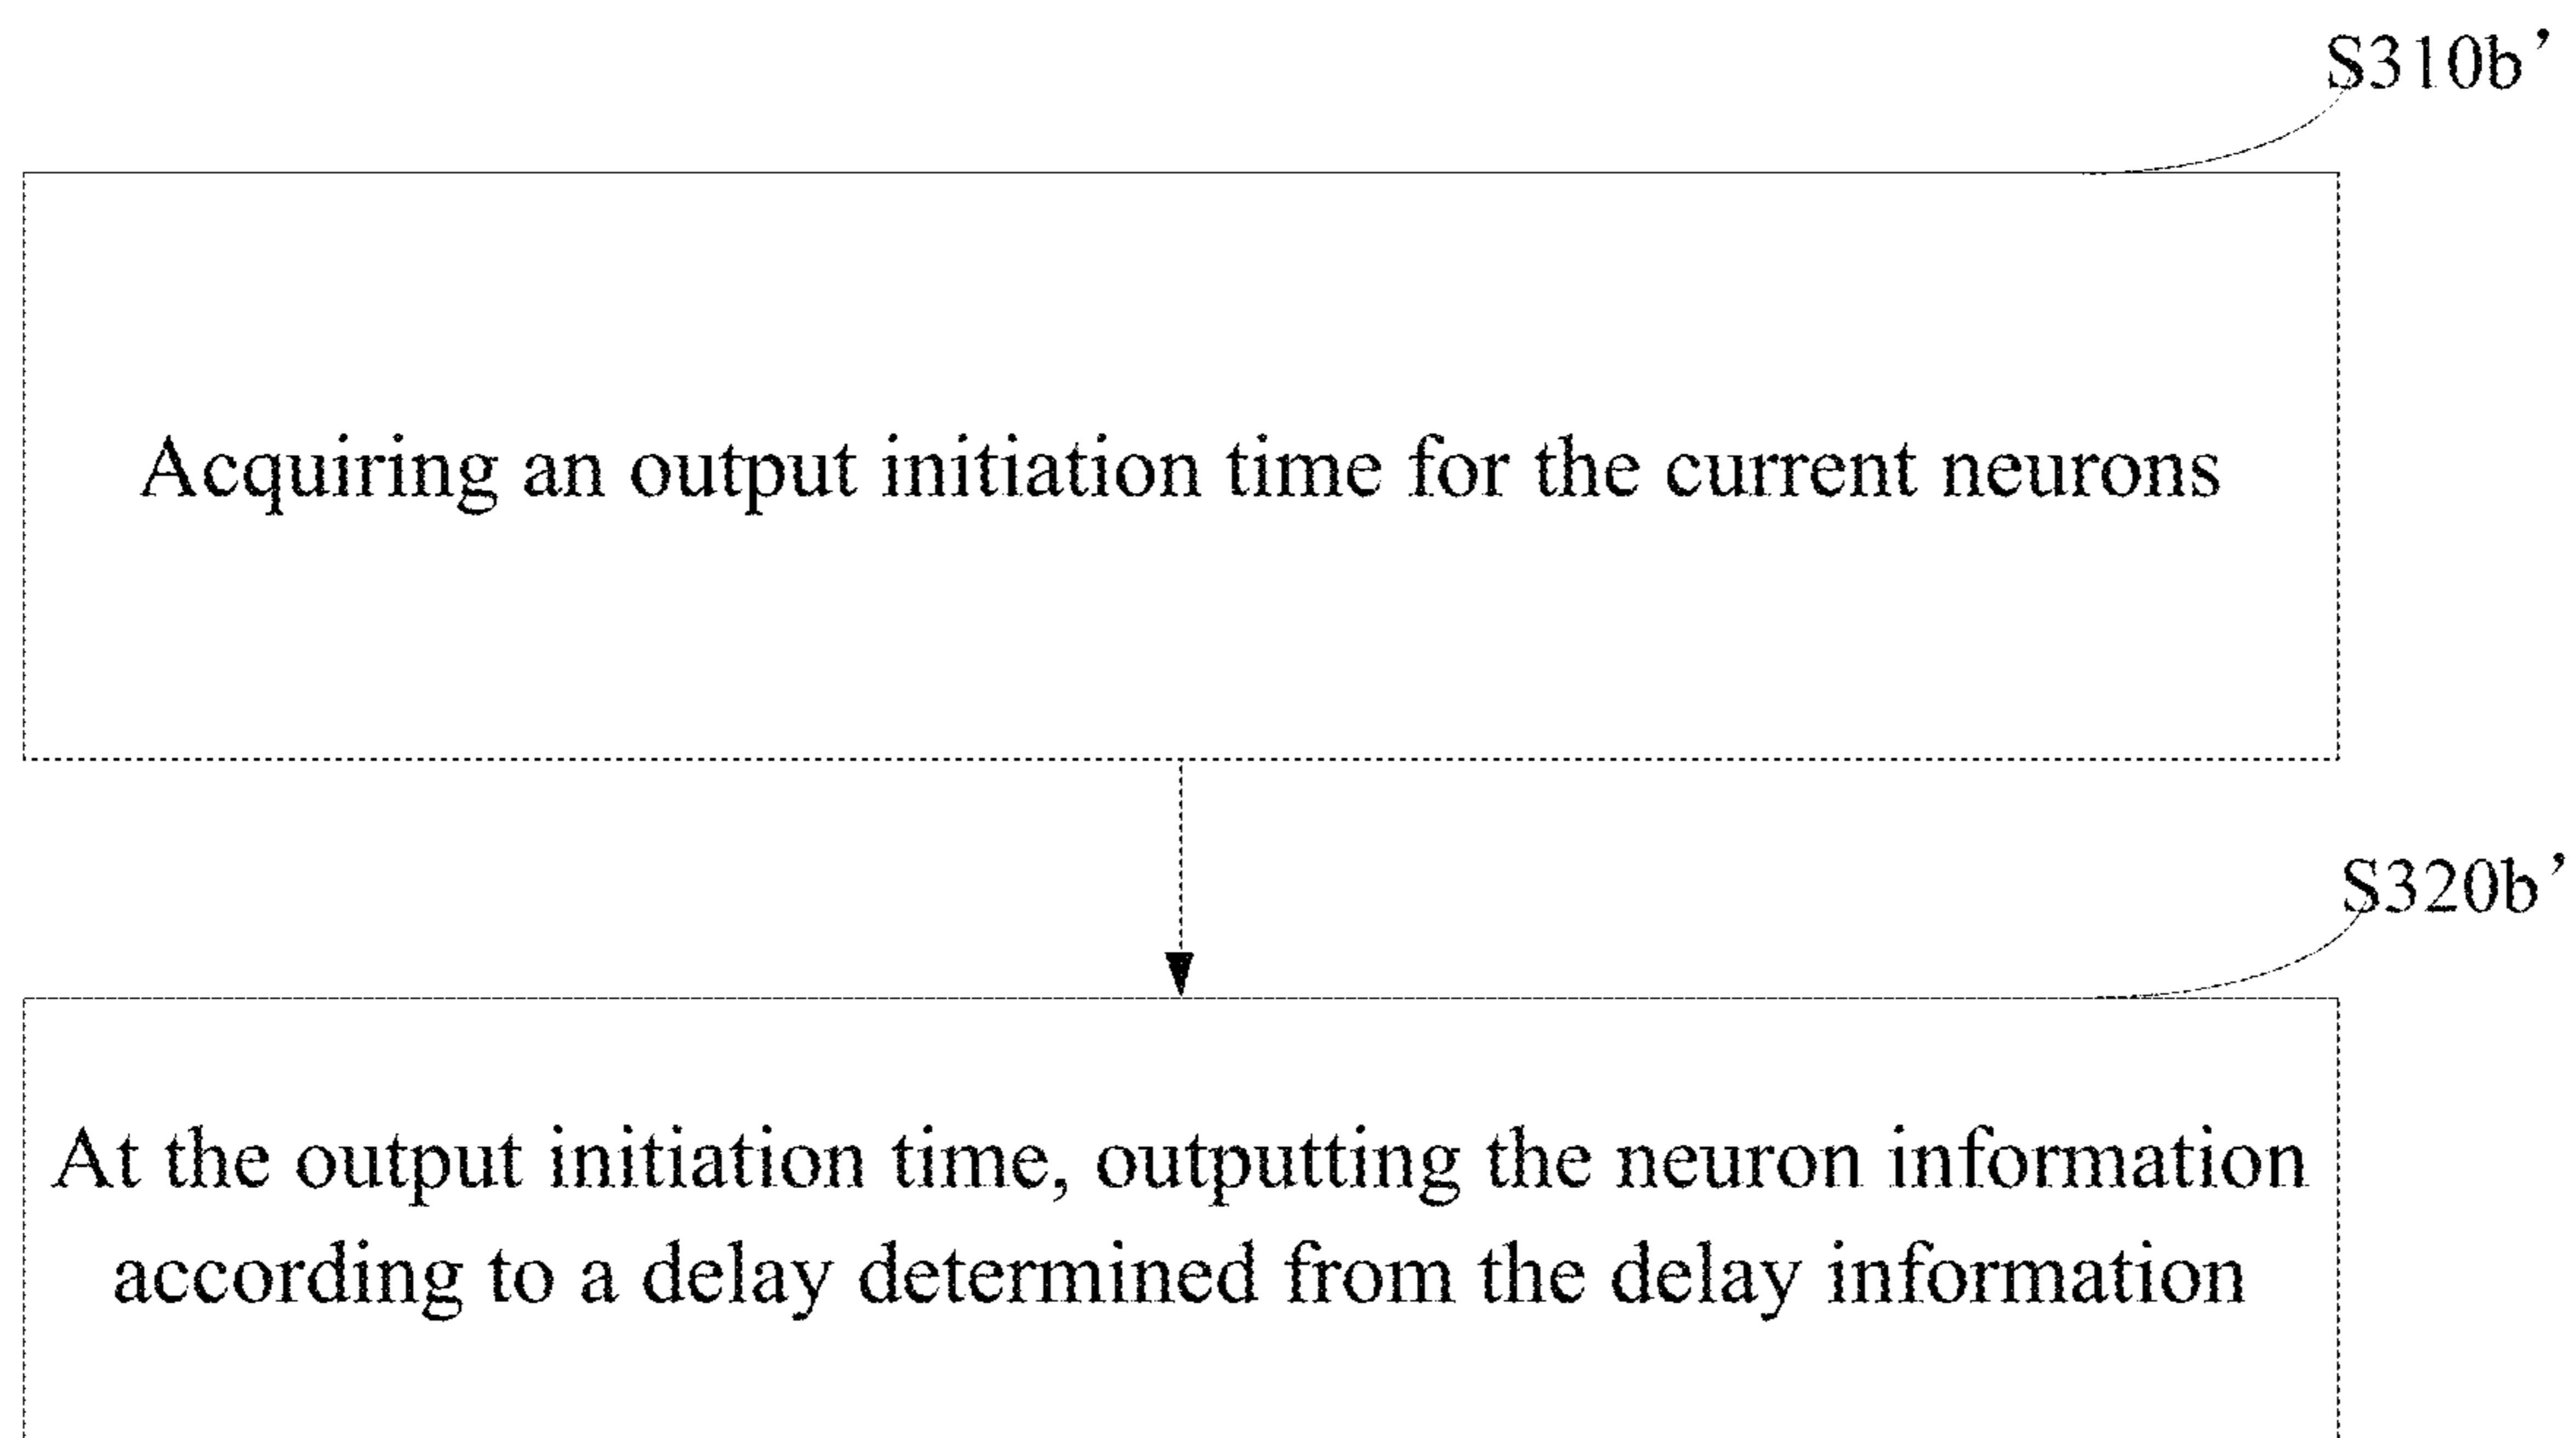 S310b’
Acquiring an output initiation time for the current neurons
S320b’
At the output initiation time, outputting the neuron information
according to a delay determined from the delay information